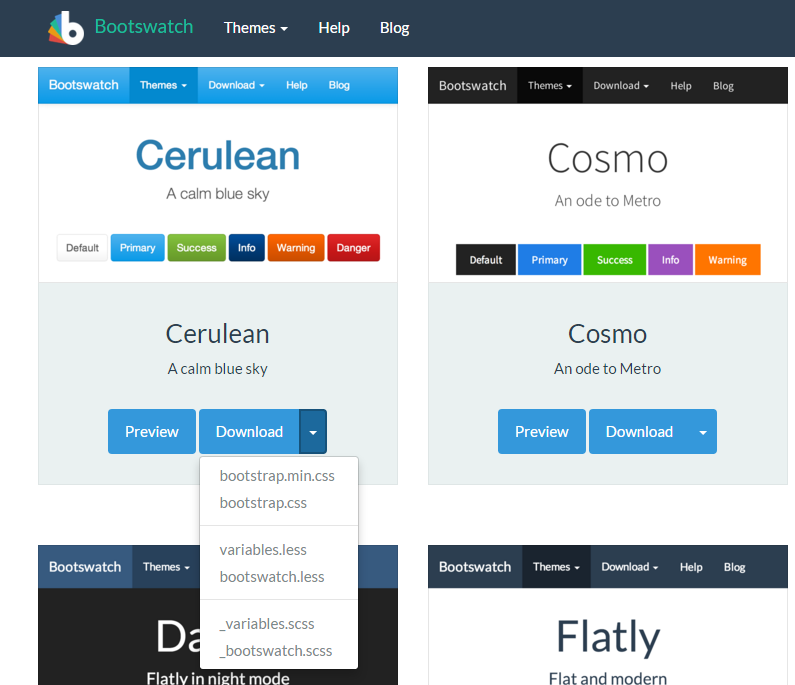 Bootswatch Themes Help Blog
Bootswatch Themes Download Help Blog
Cerulean
A calm blue sky
Default Primary Success Info Warning Danger
Cerulean
A calm blue sky
Preview Download
bootstrap.min.css
bootstrap.css
variables.less
bootswatch.less
_variables.scss
_bootswatch.scss
Bootswatch Themes Download Help Blog
Cosmo
An ode to Metro
Default Primary Success Info Warning
Cosmo
An ode to Metro
Preview Download
Bootswatch Themes
Da
Flatly in night mode
Bootswatch Themes Download Help Blog
Flatly
Flat and modern